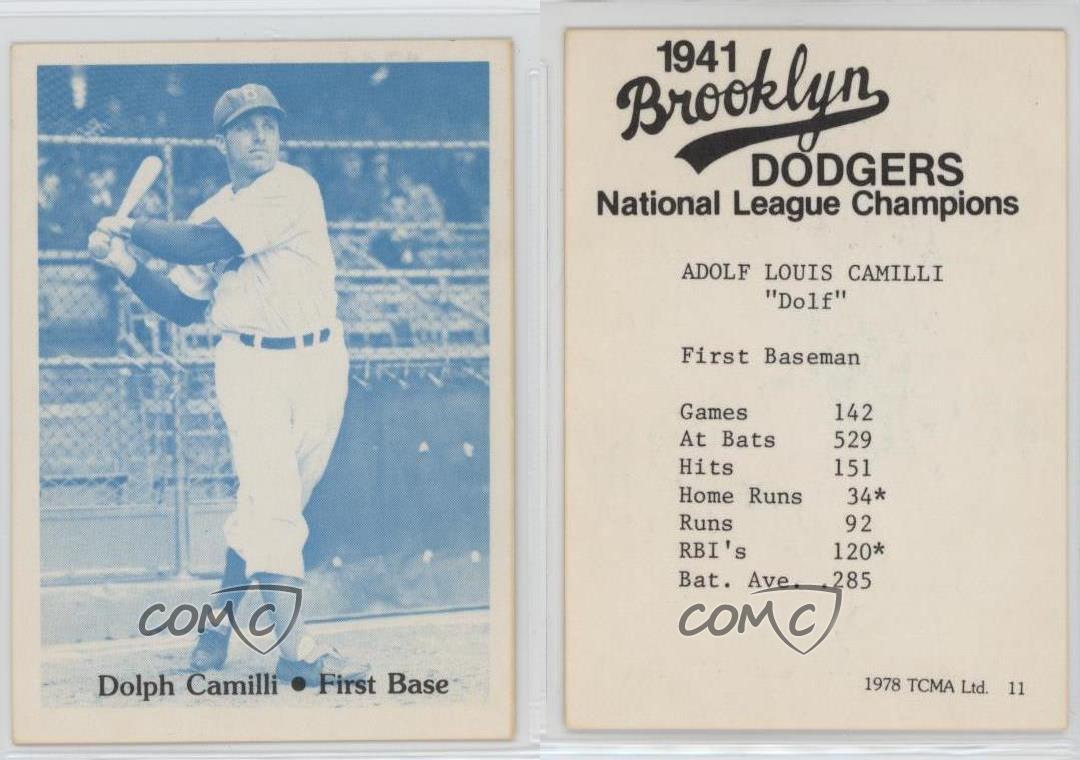 COMC
Dolph Camilli • First Base
1941
Brooklyn
DODGERS
National League Champions
ADOLF LOUIS CAMILLI
"Dolf"
First Baseman
Games 142
At Bats 529
Hits 151
Home Runs 34*
Runs 92
RBI's 120*
Bat. Ave. .285
COMC
1978 TCMA Ltd. 11